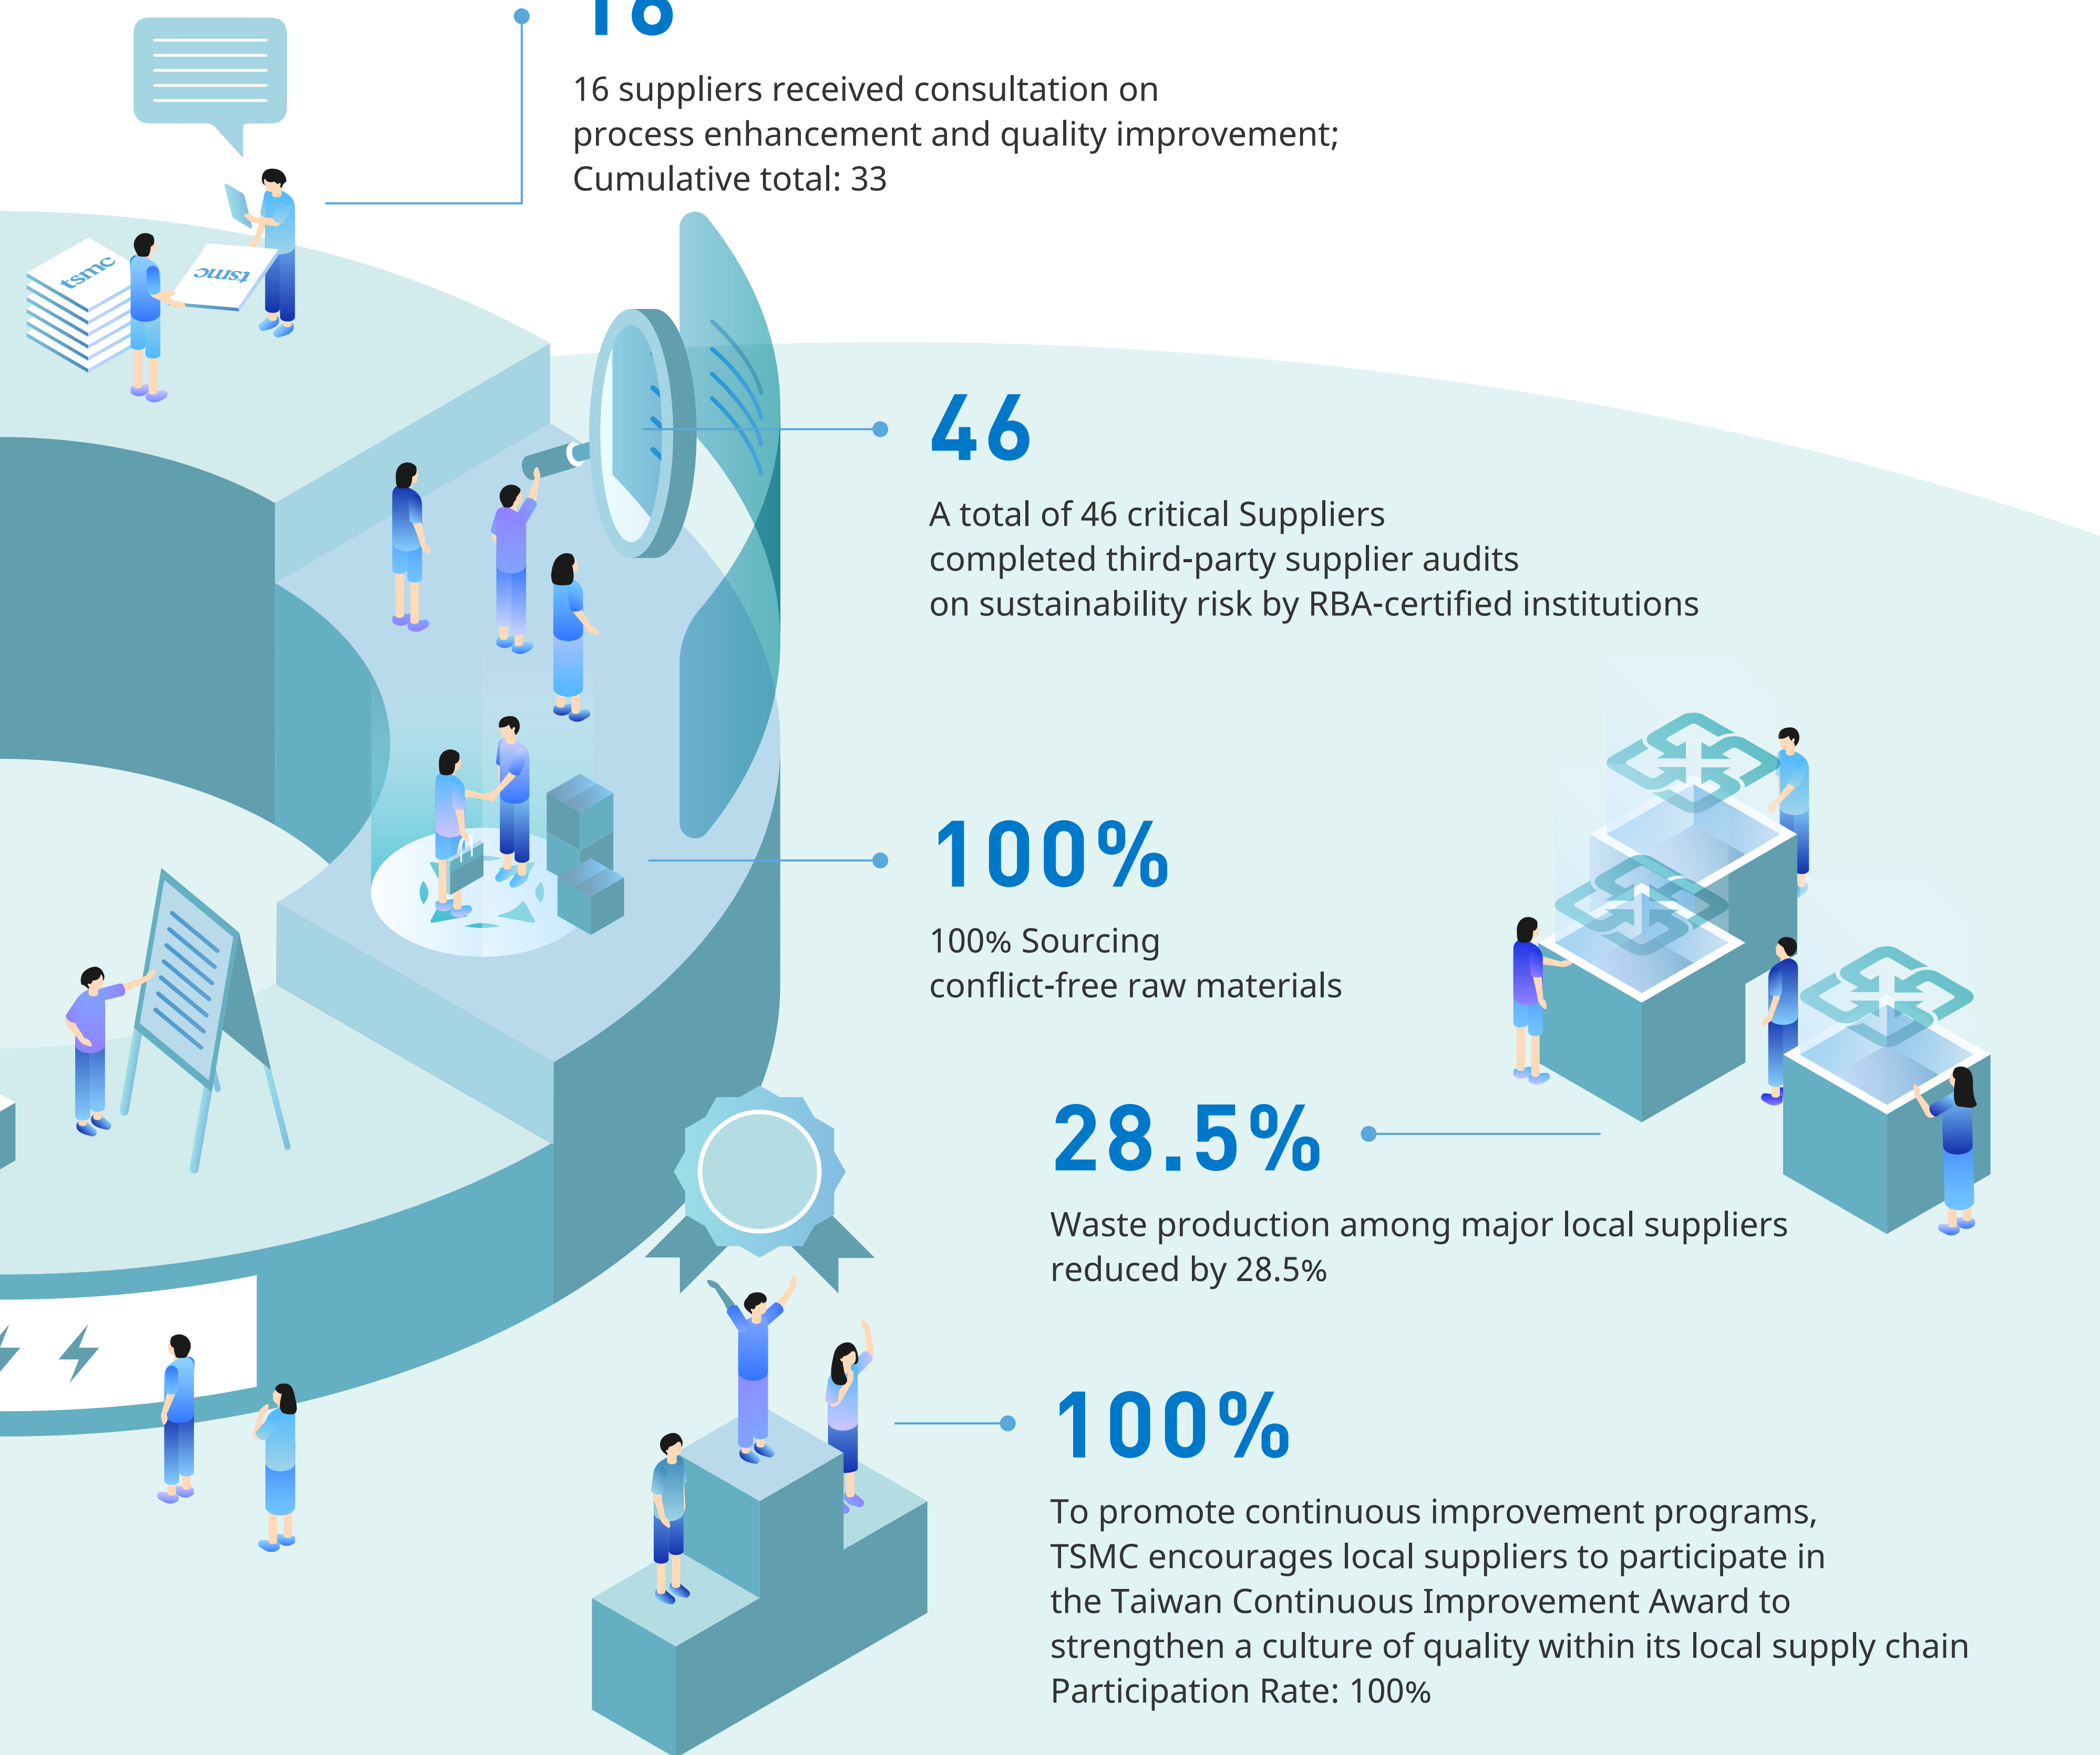 16
16 suppliers received consultation on
process enhancement and quality improvement;
Cumulative total: 33
tsmc
tsmc
46
A total of 46 critical Suppliers
completed third-party supplier audits
on sustainability risk by RBA-certified institutions
100%
100% Sourcing
conflict-free raw materials
28.5%
Waste production among major local suppliers
reduced by 28.5%
100%
To promote continuous improvement programs,
TSMC encourages local suppliers to participate in
the Taiwan Continuous Improvement Award to
strengthen a culture of quality within its local supply chain
Participation Rate: 100%